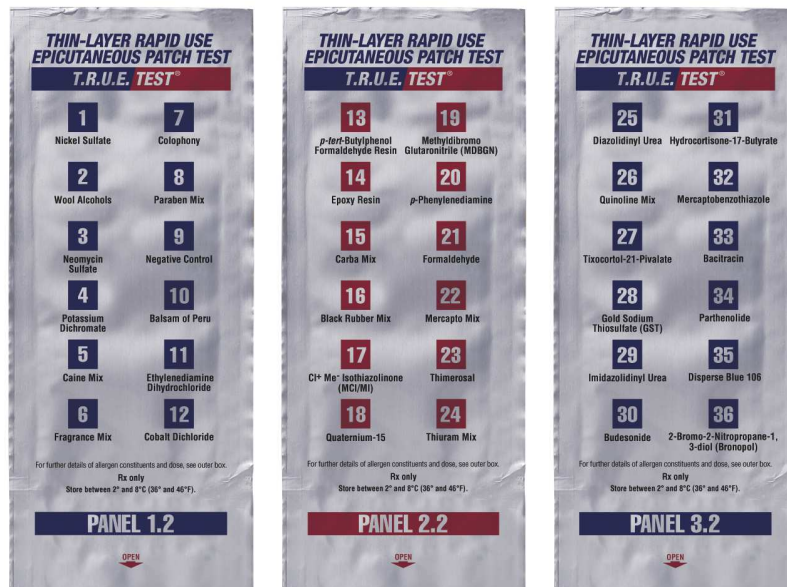 THIN-LAYER RAPID USE
EPICUTANEOUS PATCH TEST
T.R.U.E. TEST®
1
Nickel Sulfate
7
Colophony
2
Wool Alcohols
8
Paraben Mix
3
Neomycin
Sulfate
9
Negative Control
4
Potassium
Dichromate
10
Balsam of Peru
5
Caine Mix
11
Ethylenediamine
Dihydrochloride
6
Fragrance Mix
12
Cobalt Dichloride
For further details of allergen constituents and dose, see outer box.
Rx only
Store between 2° and 8°C (36° and 46°F).
PANEL 1.2
OPEN
THIN-LAYER RAPID USE
EPICUTANEOUS PATCH TEST
T.R.U.E. TEST®
13
p-tert-Butylphenol
Formaldehyde Resin
19
Methyldibromo
Glutaronitrile (MDBGN)
14
Epoxy Resin
20
p-Phenylenediamine
15
Carba Mix
21
Formaldehyde
16
Black Rubber Mix
22
Mercapto Mix
17
Cl+ Me- Isothiazolinone
(MCI/MI)
23
Thimerosal
18
Quaternium-15
24
Thiuram Mix
For further details of allergen constituents and dose, see outer box.
Rx only
Store between 2° and 8°C (36° and 46°F).
PANEL 2.2
OPEN
THIN-LAYER RAPID USE
EPICUTANEOUS PATCH TEST
T.R.U.E. TEST®
25
Diazolidinyl Urea
31
Hydrocortisone-17-Butyrate
26
Quinoline Mix
32
Mercaptobenzothiazole
27
Tixocortol-21-Pivalate
33
Bacitracin
28
Gold Sodium
Thiosulfate (GST)
34
Parthenolide
29
Imidazolidinyl Urea
35
Disperse Blue 106
30
Budesonide
36
2-Bromo-2-Nitropropane-1,
3-diol (Bronopol)
For further details of allergen constituents and dose, see outer box.
Rx only
Store between 2° and 8°C (36° and 46°F).
PANEL 3.2
OPEN